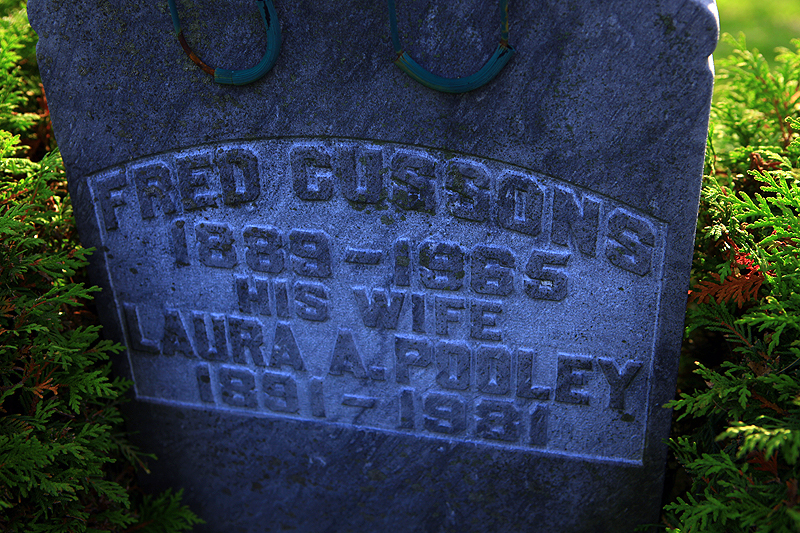 FRED CUSSONS
1889-1965
HIS WIFE
LAURA A. POOLEY
1891-1981